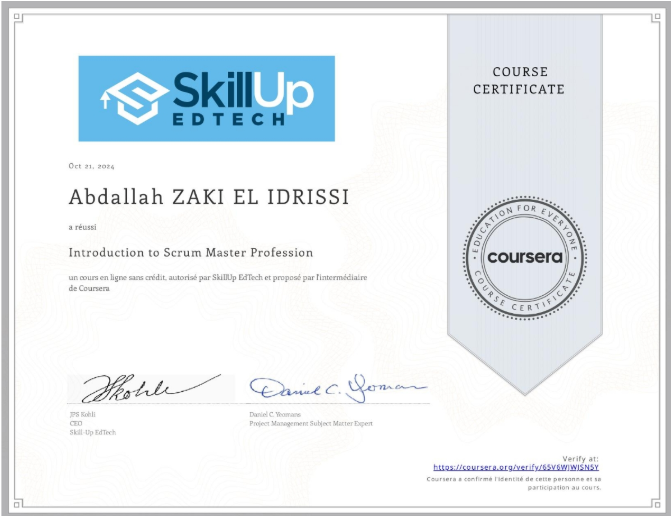 SkillUp
EDTECH
COURSE
CERTIFICATE
Oct 21, 2024
Abdallah ZAKI EL IDRISSI
a réussi
Introduction to Scrum Master Profession
un cours en ligne sans crédit, autorisé par SkillUp EdTech et proposé par l'intermédiaire
de Coursera
EDUCATION FOR EVERYONE
coursera
COURSE CERTIFICATE
Daniel C. Yeomans
JPS Kohli
CEO
Skill-Up EdTech
Daniel C. Yeomans
Project Management Subject Matter Expert
Verify at:
https://coursera.org/verify/65V6WJWJSN5Y
Coursera a confirmé l'identité de cette personne et sa
participation au cours.